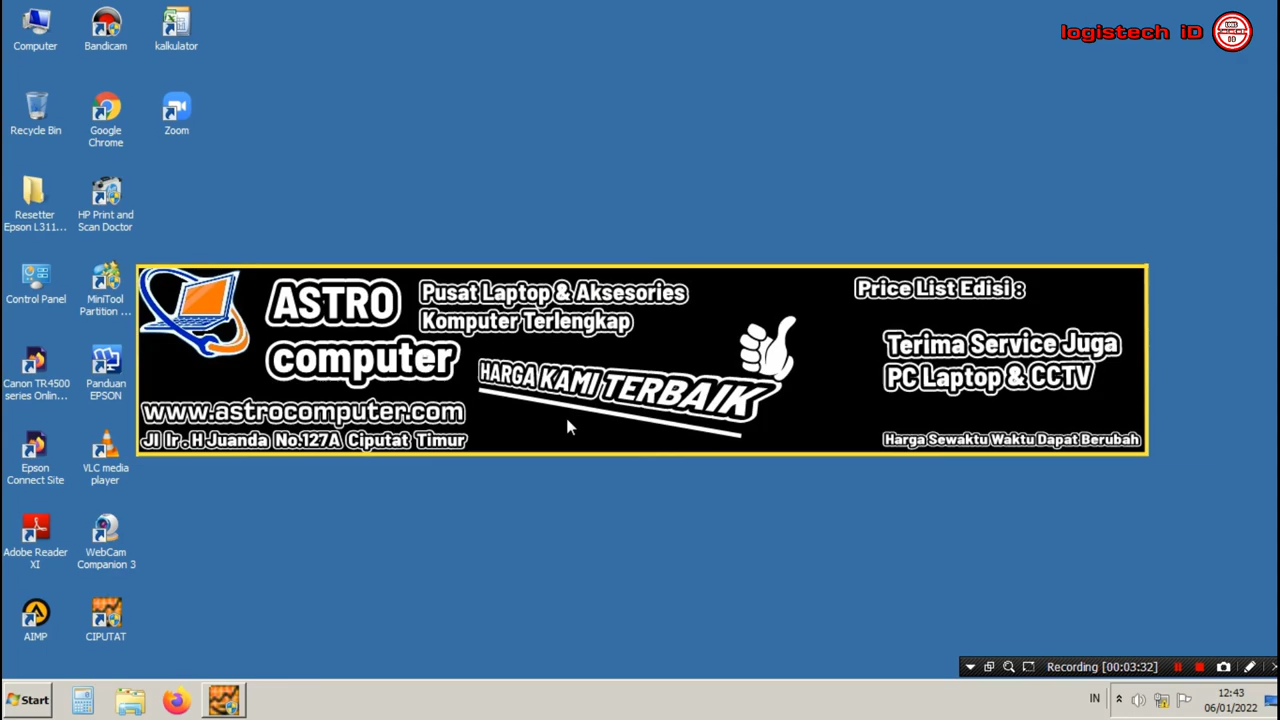 logistech iD
Computer
Bandicam
kalkulator
Recycle Bin
Google
Chrome
Zoom
Resetter
Epson L311...
HP Print and
Scan Doctor
Control Panel
MiniTool
Partition ...
Canon TR4500
series Onlin...
Panduan
EPSON
Epson
Connect Site
VLC media
player
Adobe Reader
XI
WebCam
Companion 3
AIMP
CIPUTAT
ASTRO
computer
www.astrocomputer.com
Jl Ir . H Juanda No.127A Ciputat Timur
Pusat Laptop & Aksesories
Komputer Terlengkap
HARGA KAMI TERBAIK
Price List Edisi :
Terima Service Juga
PC Laptop & CCTV
Harga Sewaktu Waktu Dapat Berubah
Recording [00:03:32]
Start
IN
12:43
06/01/2022